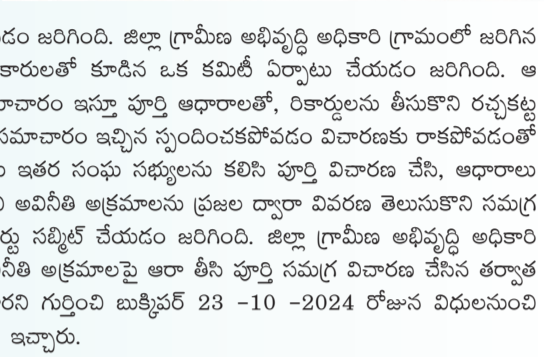 డం జరిగింది. జిల్లా గ్రామీణ అభివృద్ధి అధికారి గ్రామంలో జరిగిన
కారులతో కూడిన ఒక కమిటీ ఏర్పాటు చేయడం జరిగింది. ఆ
మాచారం ఇస్తూ పూర్తి ఆధారాలతో, రికార్డులను తీసుకొని రచ్చకట్ట
సమాచారం ఇచ్చిన స్పందించకపోవడం విచారణకు రాకపోవడంతో
ఇతర సంఘ సభ్యులను కలిసి పూర్తి విచారణ చేసి, ఆధారాలు
అవినీతి అక్రమాలను ప్రజల ద్వారా వివరణ తెలుసుకొని సమగ్ర
ర్టు సబ్మిట్ చేయడం జరిగింది. జిల్లా గ్రామీణ అభివృద్ధి అధికారి
నీతి అక్రమాలపై ఆరా తీసి పూర్తి సమగ్ర విచారణ చేసిన తర్వాత
రని గుర్తించి బుక్కిపర్ 23 -10 -2024 రోజున విధులనుంచి
ఇచ్చారు.